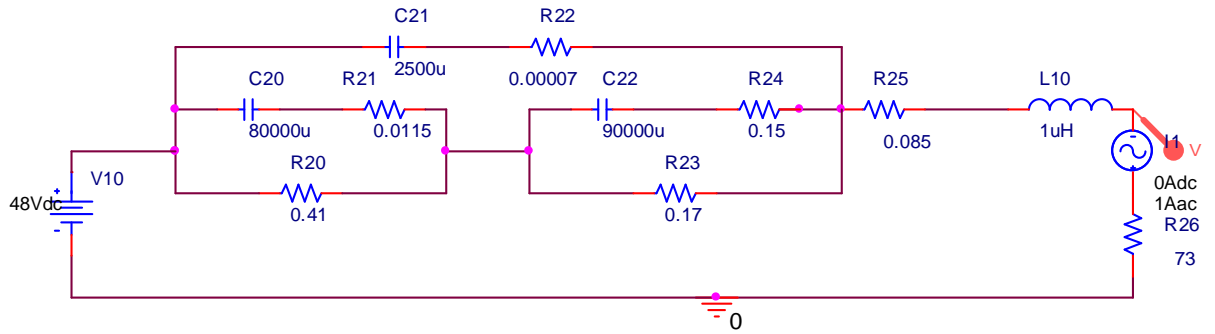 C21
R22
2500u
0.00007
C20
R21
C22
R24
R25
L10
80000u
0.0115
90000u
0.15
0.085
1uH
I1
V
V10
R20
R23
0Adc
48Vdc
0.41
0.17
1Aac
R26
73
0